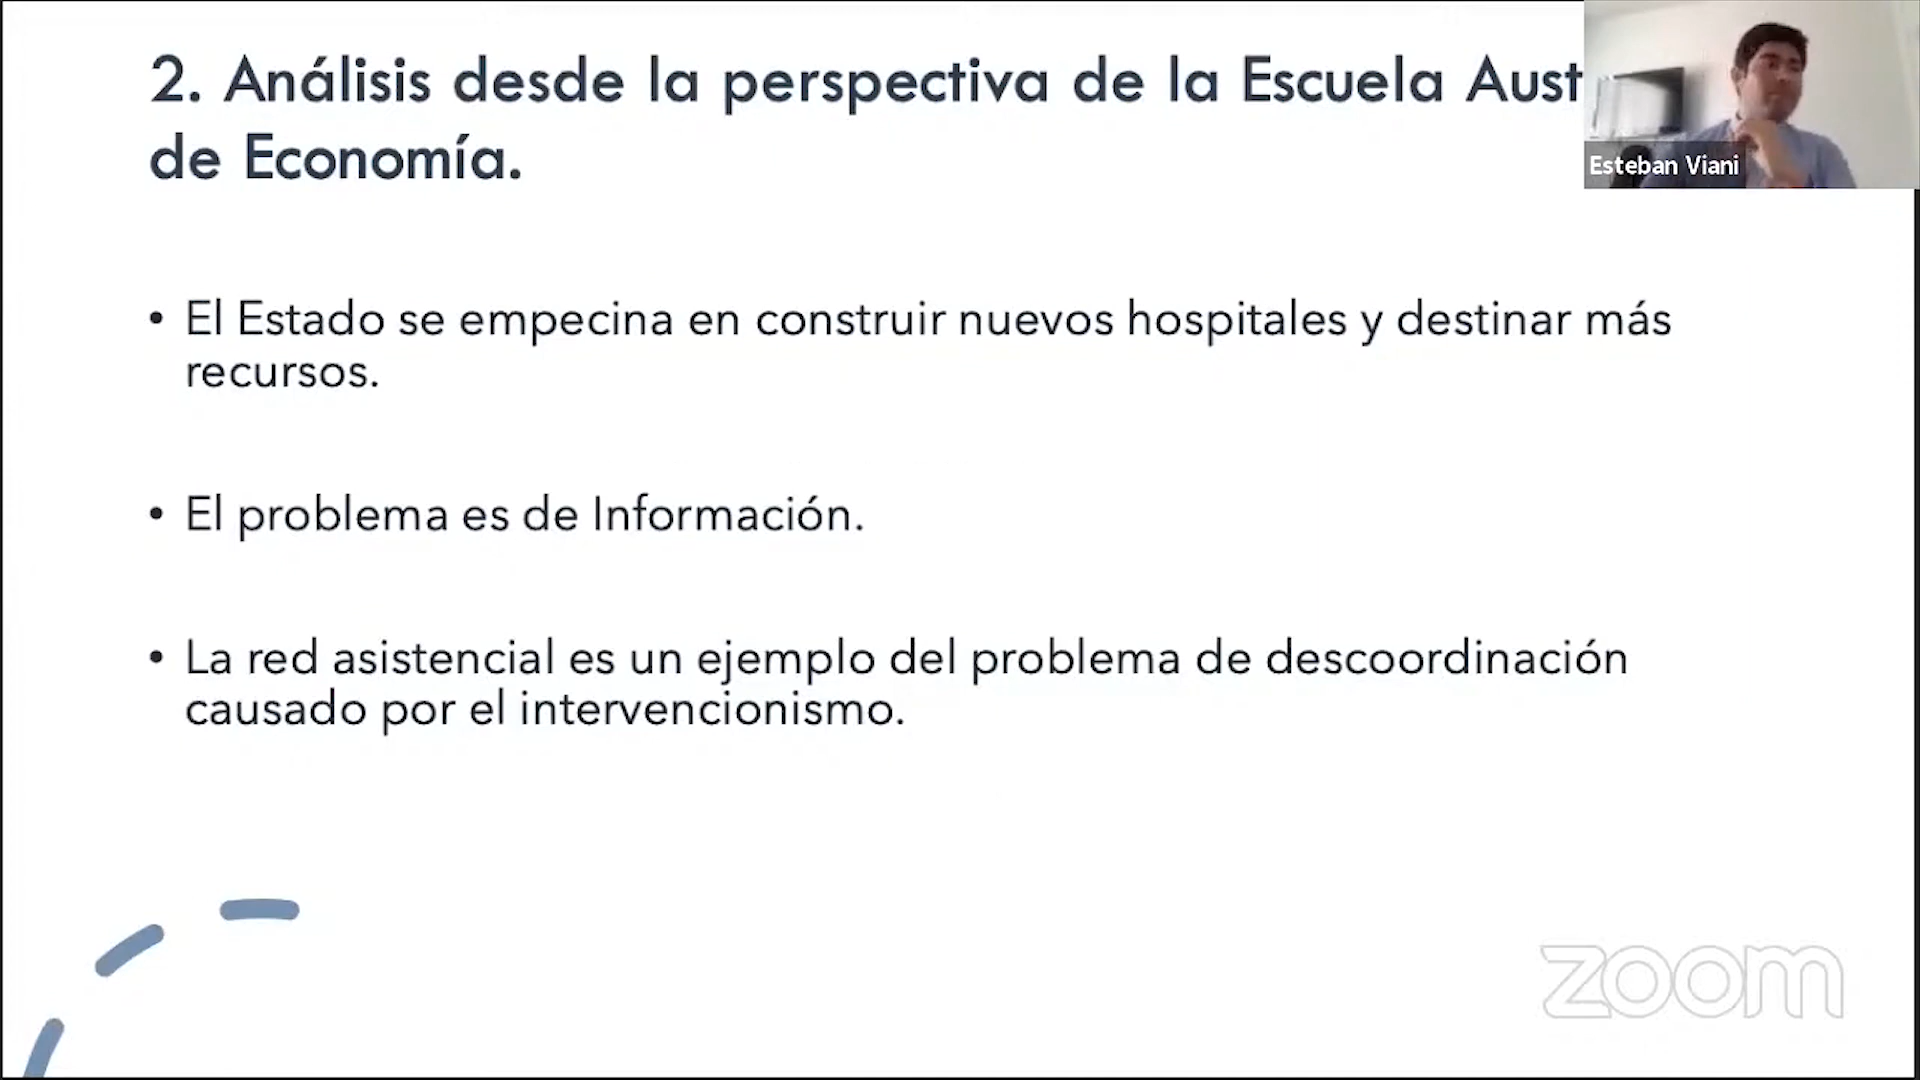 2. Análisis desde la perspectiva de la Escuela Aust
de Economía.
Esteban Viani
• El Estado se empecina en construir nuevos hospitales y destinar más
recursos.
• El problema es de Información.
• La red asistencial es un ejemplo del problema de descoordinación
causado por el intervencionismo.
zoom